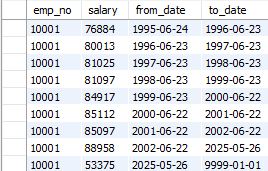 emp_no salary from_date to_date
10001 76884 1995-06-24 1996-06-23
10001 80013 1996-06-23 1997-06-23
10001 81025 1997-06-23 1998-06-23
10001 81097 1998-06-23 1999-06-23
10001 84917 1999-06-23 2000-06-22
10001 85112 2000-06-22 2001-06-22
10001 85097 2001-06-22 2002-06-22
10001 88958 2002-06-22 2025-05-26
10001 53375 2025-05-26 9999-01-01